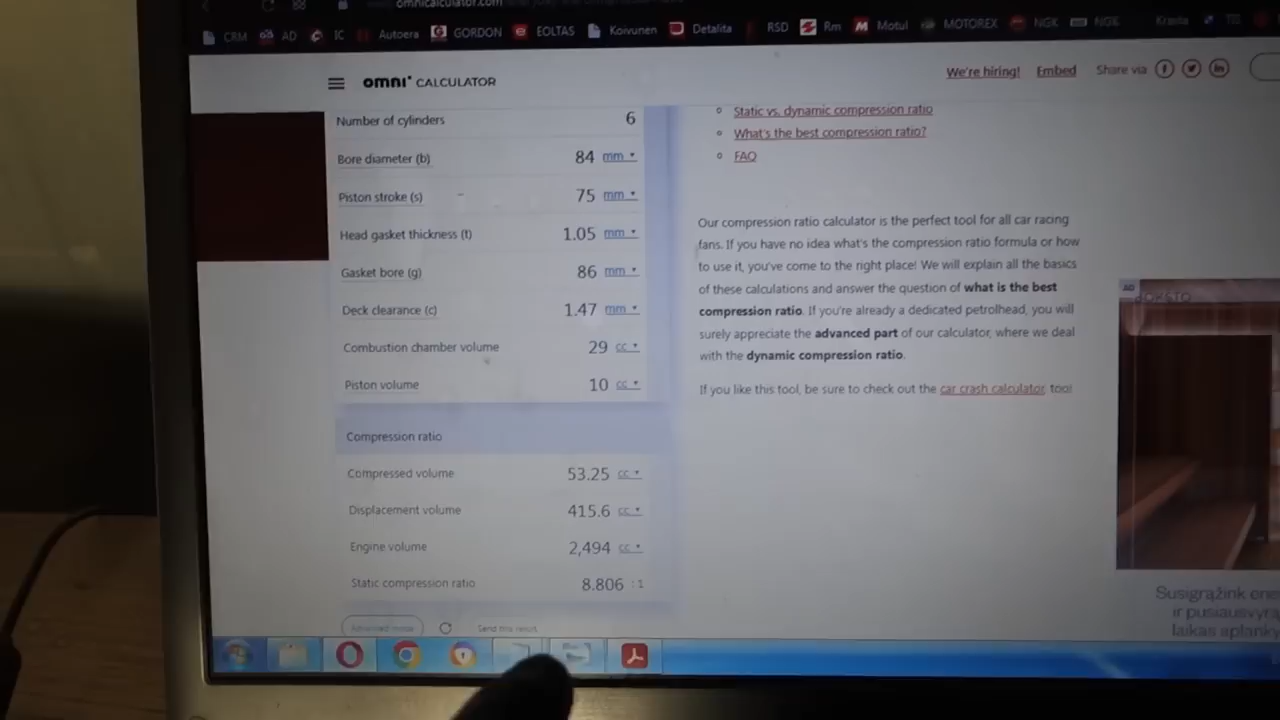 omnicalculator.com
CRM AD IC Autoera GORDON EOLTAS Koivunen Detalita RSD Rm Motul MOTOREX NGK NGK
omni CALCULATOR
We're hiring! Embed Share via
Number of cylinders 6
Bore diameter (b) 84 mm
Piston stroke (s) 75 mm
Head gasket thickness (t) 1.05 mm
Gasket bore (g) 86 mm
Deck clearance (c) 1.47 mm
Combustion chamber volume 29 cc
Piston volume 10 cc
Compression ratio
Compressed volume 53.25 cc
Displacement volume 415.6 cc
Engine volume 2,494 cc
Static compression ratio 8.806 :1
Advanced mode Send this result
Static vs. dynamic compression ratio
What's the best compression ratio?
FAQ
Our compression ratio calculator is the perfect tool for all car racing
fans. If you have no idea what's the compression ratio formula or how
to use it, you've come to the right place! We will explain all the basics
of these calculations and answer the question of what is the best
compression ratio. If you're already a dedicated petrolhead, you will
surely appreciate the advanced part of our calculator, where we deal
with the dynamic compression ratio.
If you like this tool, be sure to check out the car crash calculator, too!
AD
Susigrąžink
ir